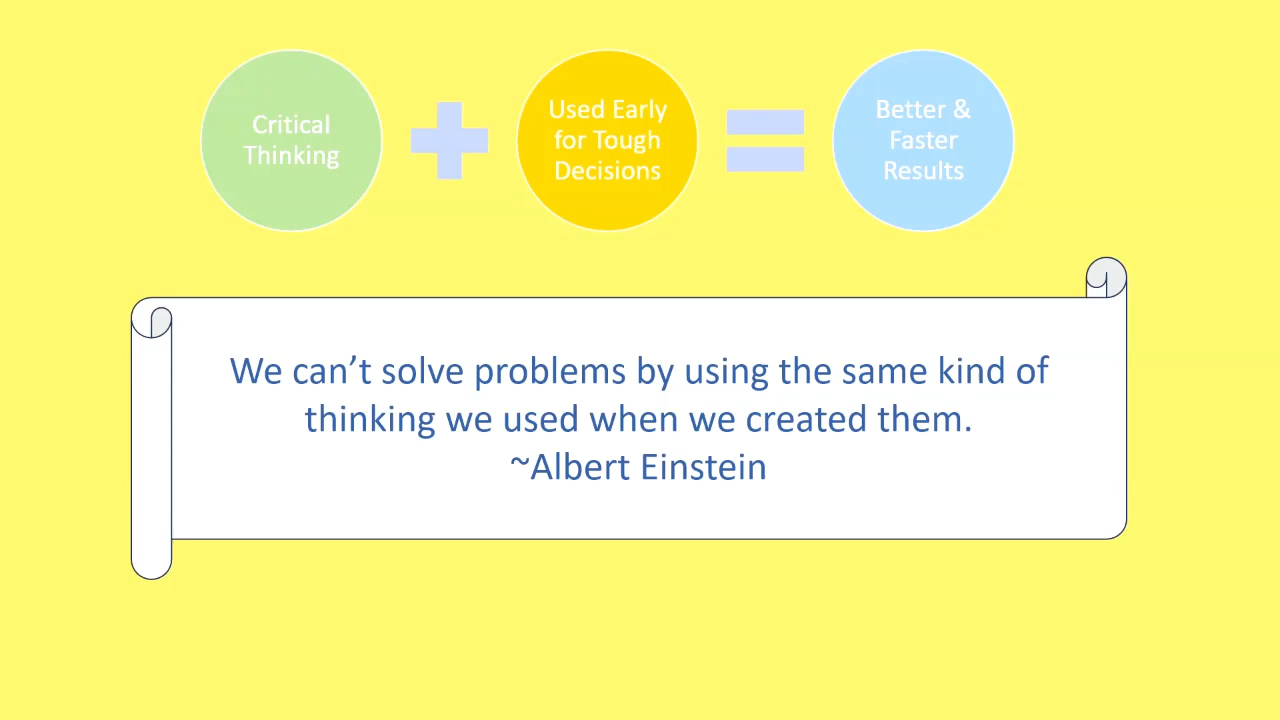 Critical
Thinking
Used Early
for Tough
Decisions
Better &
Faster
Results
We can’t solve problems by using the same kind of
thinking we used when we created them.
~Albert Einstein